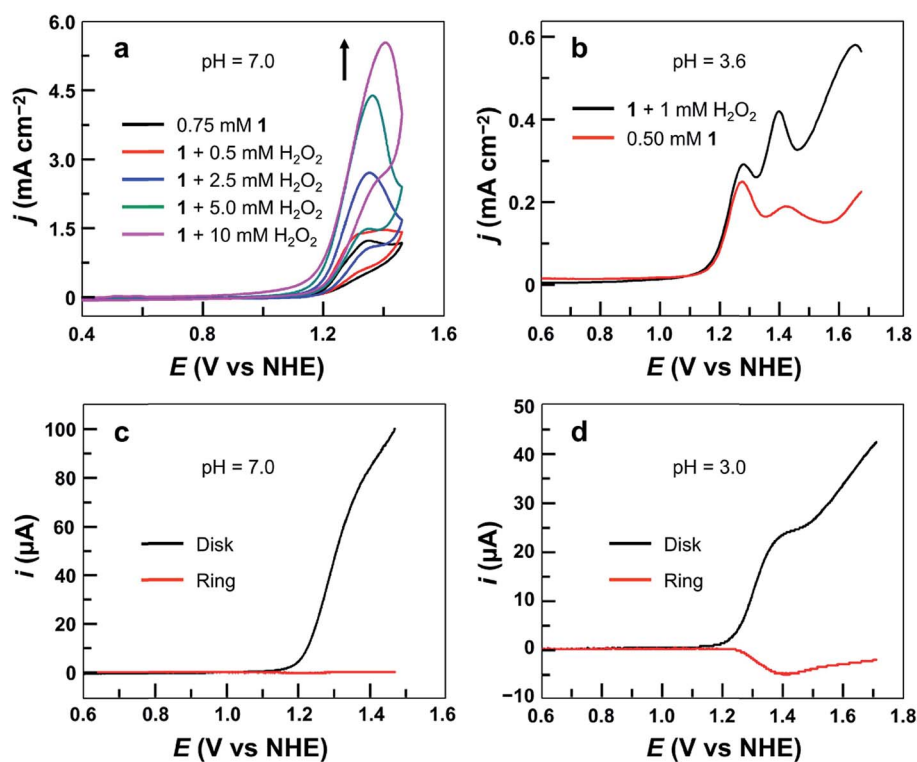 a
pH = 7.0
6.0
4.5
3.0
1.5
0
j (mA cm⁻²)
0.75 mM 1
1 + 0.5 mM H₂O₂
1 + 2.5 mM H₂O₂
1 + 5.0 mM H₂O₂
1 + 10 mM H₂O₂
0.4 0.8 1.2 1.6
E (V vs NHE)
b
pH = 3.6
0.6
0.4
0.2
0
j (mA cm⁻²)
1 + 1 mM H₂O₂
0.50 mM 1
0.6 0.8 1.0 1.2 1.4 1.6 1.8
E (V vs NHE)
c
pH = 7.0
100
80
60
40
20
0
i (µA)
Disk
Ring
0.6 0.8 1.0 1.2 1.4 1.6
E (V vs NHE)
d
pH = 3.0
50
40
30
20
10
0
−10
i (µA)
Disk
Ring
0.6 0.8 1.0 1.2 1.4 1.6 1.8
E (V vs NHE)